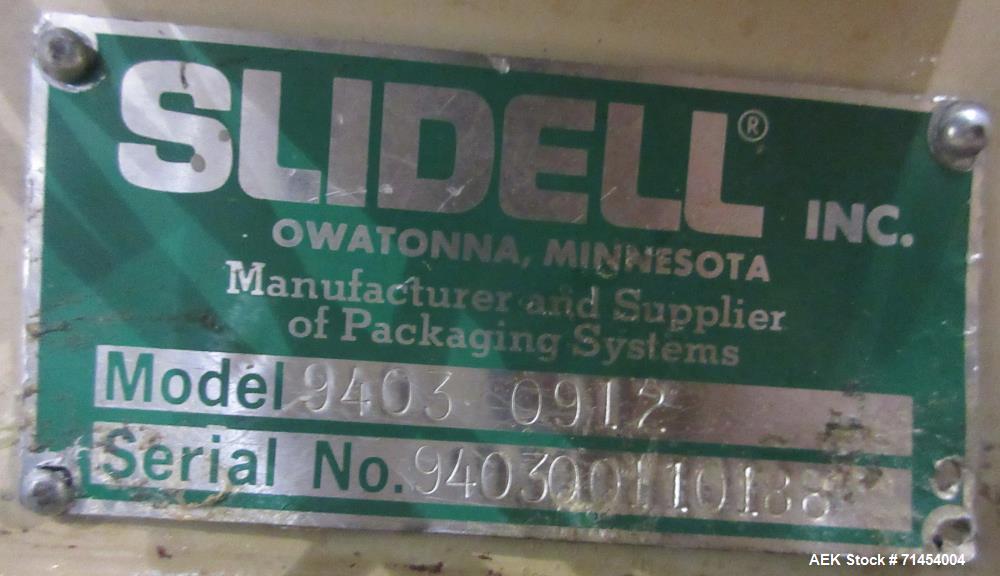 SLIDELL® INC.
OWATONNA, MINNESOTA
Manufacturer and Supplier
of Packaging Systems
Model 9403 0912
Serial No. 940300110188
AEK Stock #71454004